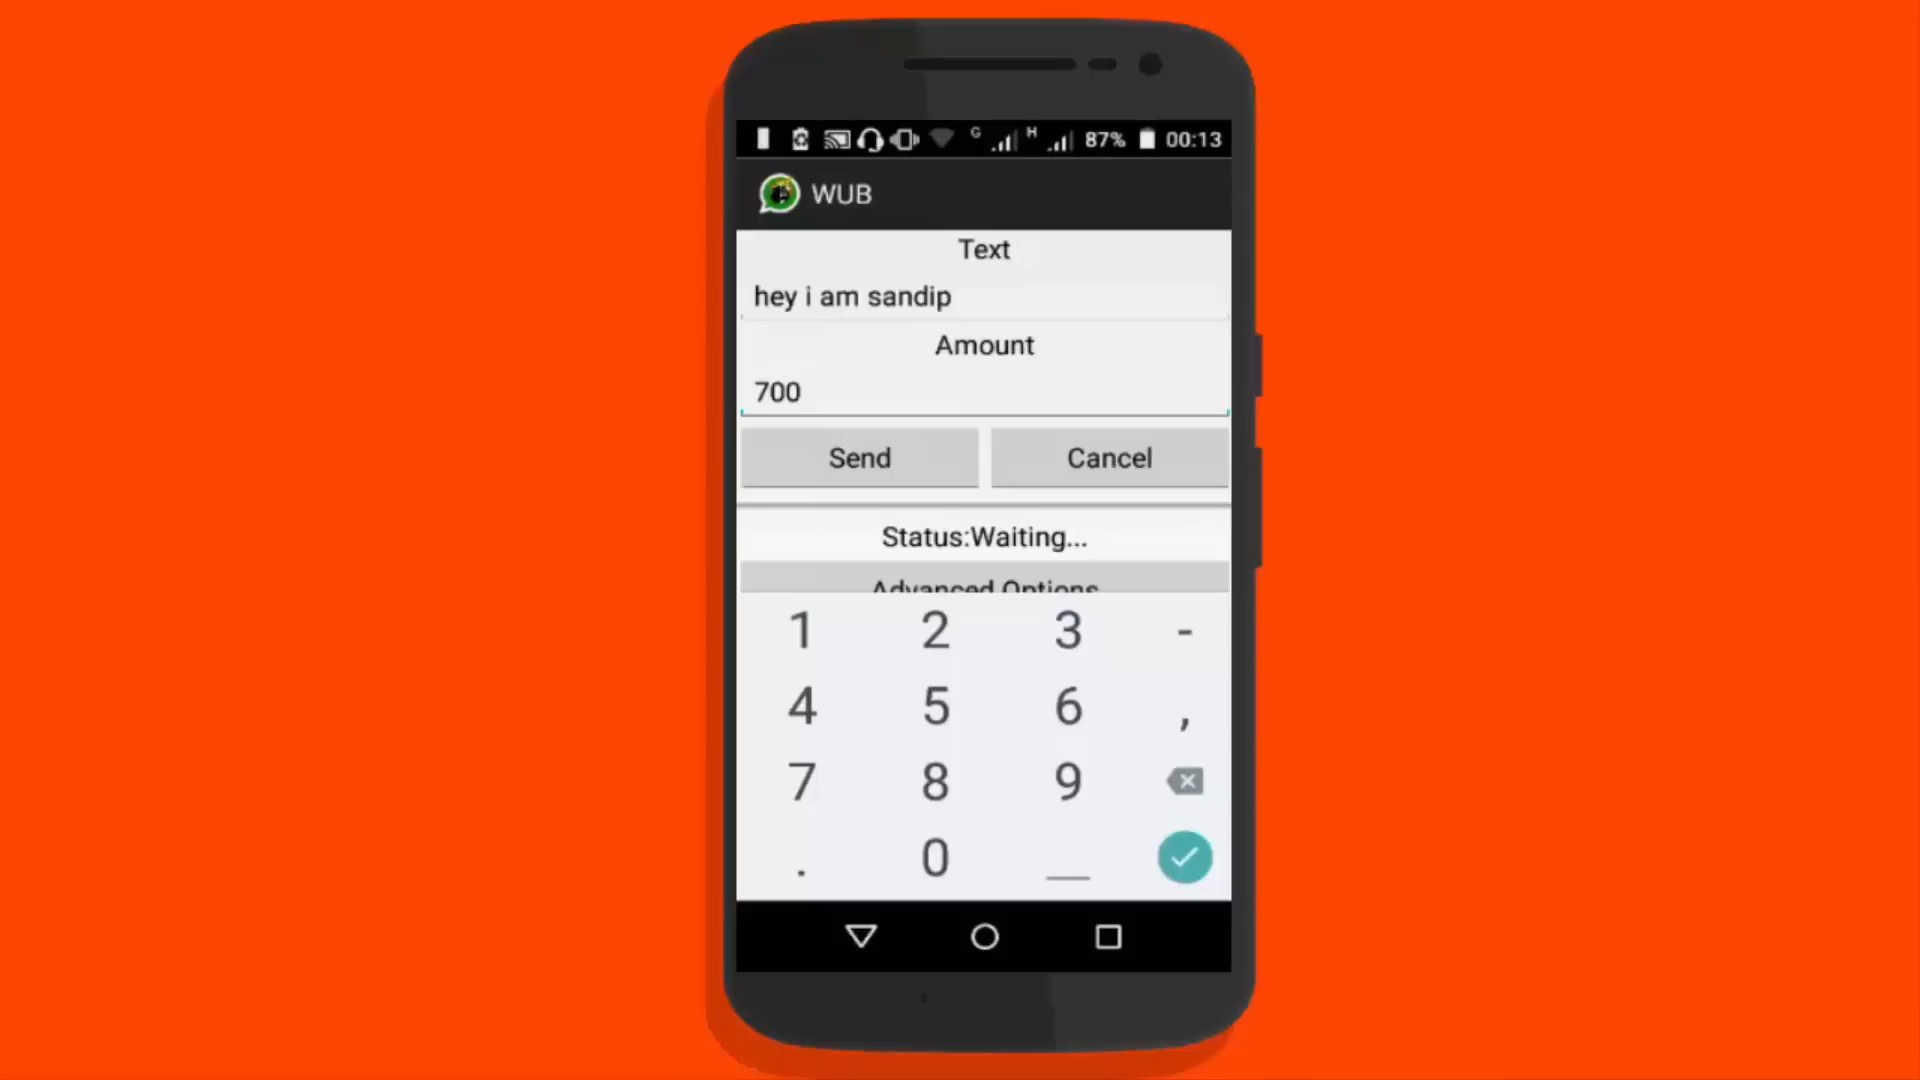 G H 87% 00:13
WUB
Text
hey i am sandip
Amount
700
Send Cancel
Status:Waiting...
Advanced Options
1 2 3 -
4 5 6 ,
7 8 9
. 0